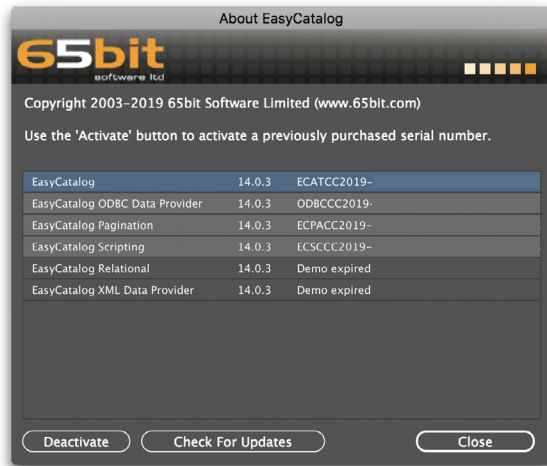 About EasyCatalog
65bit
software ltd
Copyright 2003-2019 65bit Software Limited (www.65bit.com)
Use the 'Activate' button to activate a previously purchased serial number.
EasyCatalog 14.0.3 ECATCC2019-
EasyCatalog ODBC Data Provider 14.0.3 ODBCCC2019-
EasyCatalog Pagination 14.0.3 ECPACC2019-
EasyCatalog Scripting 14.0.3 ECSCCC2019-
EasyCatalog Relational 14.0.3 Demo expired
EasyCatalog XML Data Provider 14.0.3 Demo expired
Deactivate Check For Updates Close